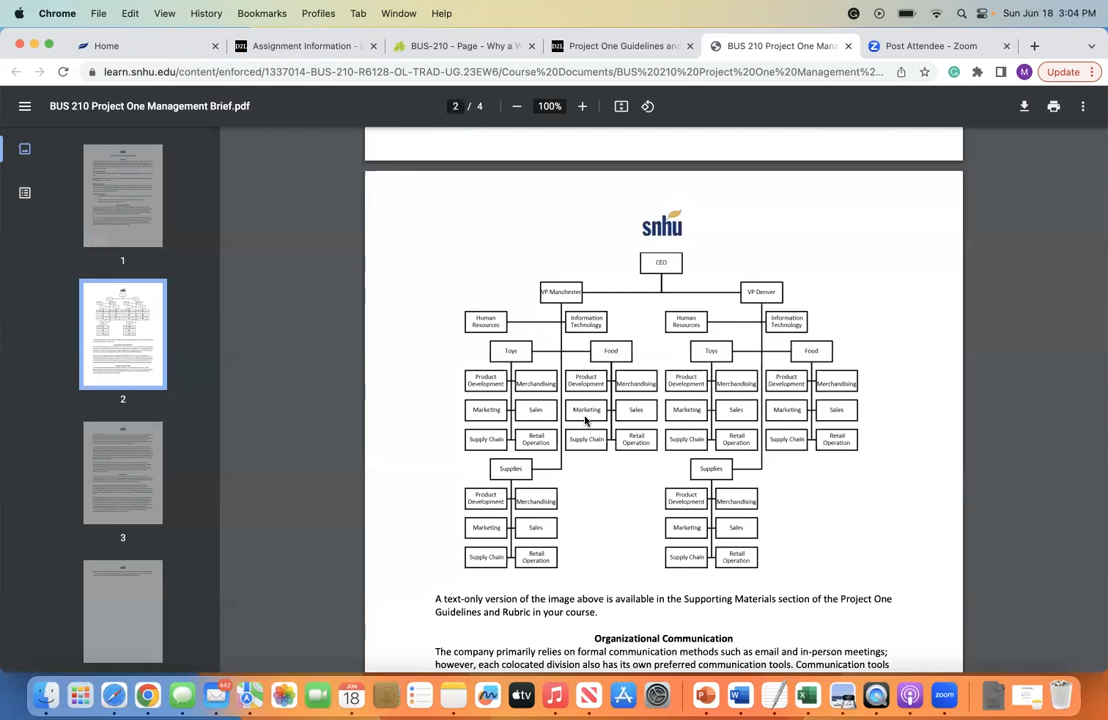 Chrome File Edit View History Bookmarks Profiles Tab Window Help Sun Jun 18 3:04 PM
Home Assignment Information - BUS-210 - Page - Why a W Project One Guidelines and BUS 210 Project One Mana Post Attendee - Zoom
learn.snhu.edu/content/enforced/1337014-BUS-210-R6128-OL-TRAD-UG.23EW6/Course%20Documents/BUS%20210%20Project%20One%20Management%2... M Update
BUS 210 Project One Management Brief.pdf 2 / 4 100%
1
2
3
snhu
CEO
VP Manchester VP Denver
Human Resources Information Technology Human Resources Information Technology
Toys Food Toys Food
Product Development Merchandising Product Development Merchandising Product Development Merchandising Product Development Merchandising
Marketing Sales Marketing Sales Marketing Sales Marketing Sales
Supply Chain Retail Operation Supply Chain Retail Operation Supply Chain Retail Operation Supply Chain Retail Operation
Supplies Supplies
Product Development Merchandising Product Development Merchandising
Marketing Sales Marketing Sales
Supply Chain Retail Operation Supply Chain Retail Operation
A text-only version of the image above is available in the Supporting Materials section of the Project One
Guidelines and Rubric in your course.
Organizational Communication
The company primarily relies on formal communication methods such as email and in-person meetings;
however, each colocated division also has its own preferred communication tools. Communication tools
442 JUN 18 tv zoom